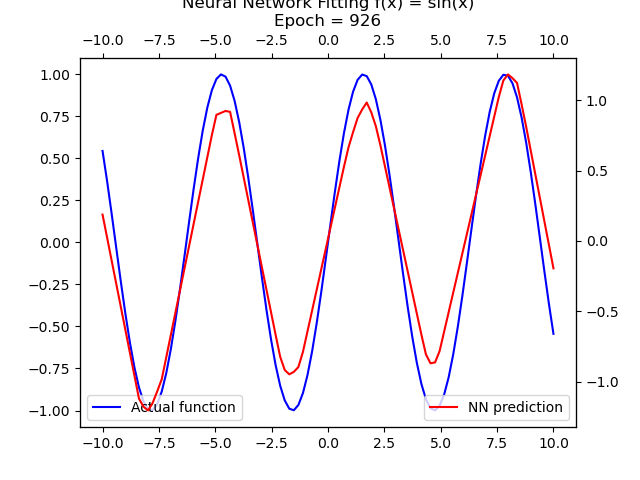 Neural Network Fitting f(x) = sin(x)
Epoch = 926
−10.0 −7.5 −5.0 −2.5 0.0 2.5 5.0 7.5 10.0
1.00
0.75
0.50
0.25
0.00
−0.25
−0.50
−0.75
−1.00
1.0
0.5
0.0
−0.5
−1.0
Actual function
NN prediction
−10.0 −7.5 −5.0 −2.5 0.0 2.5 5.0 7.5 10.0